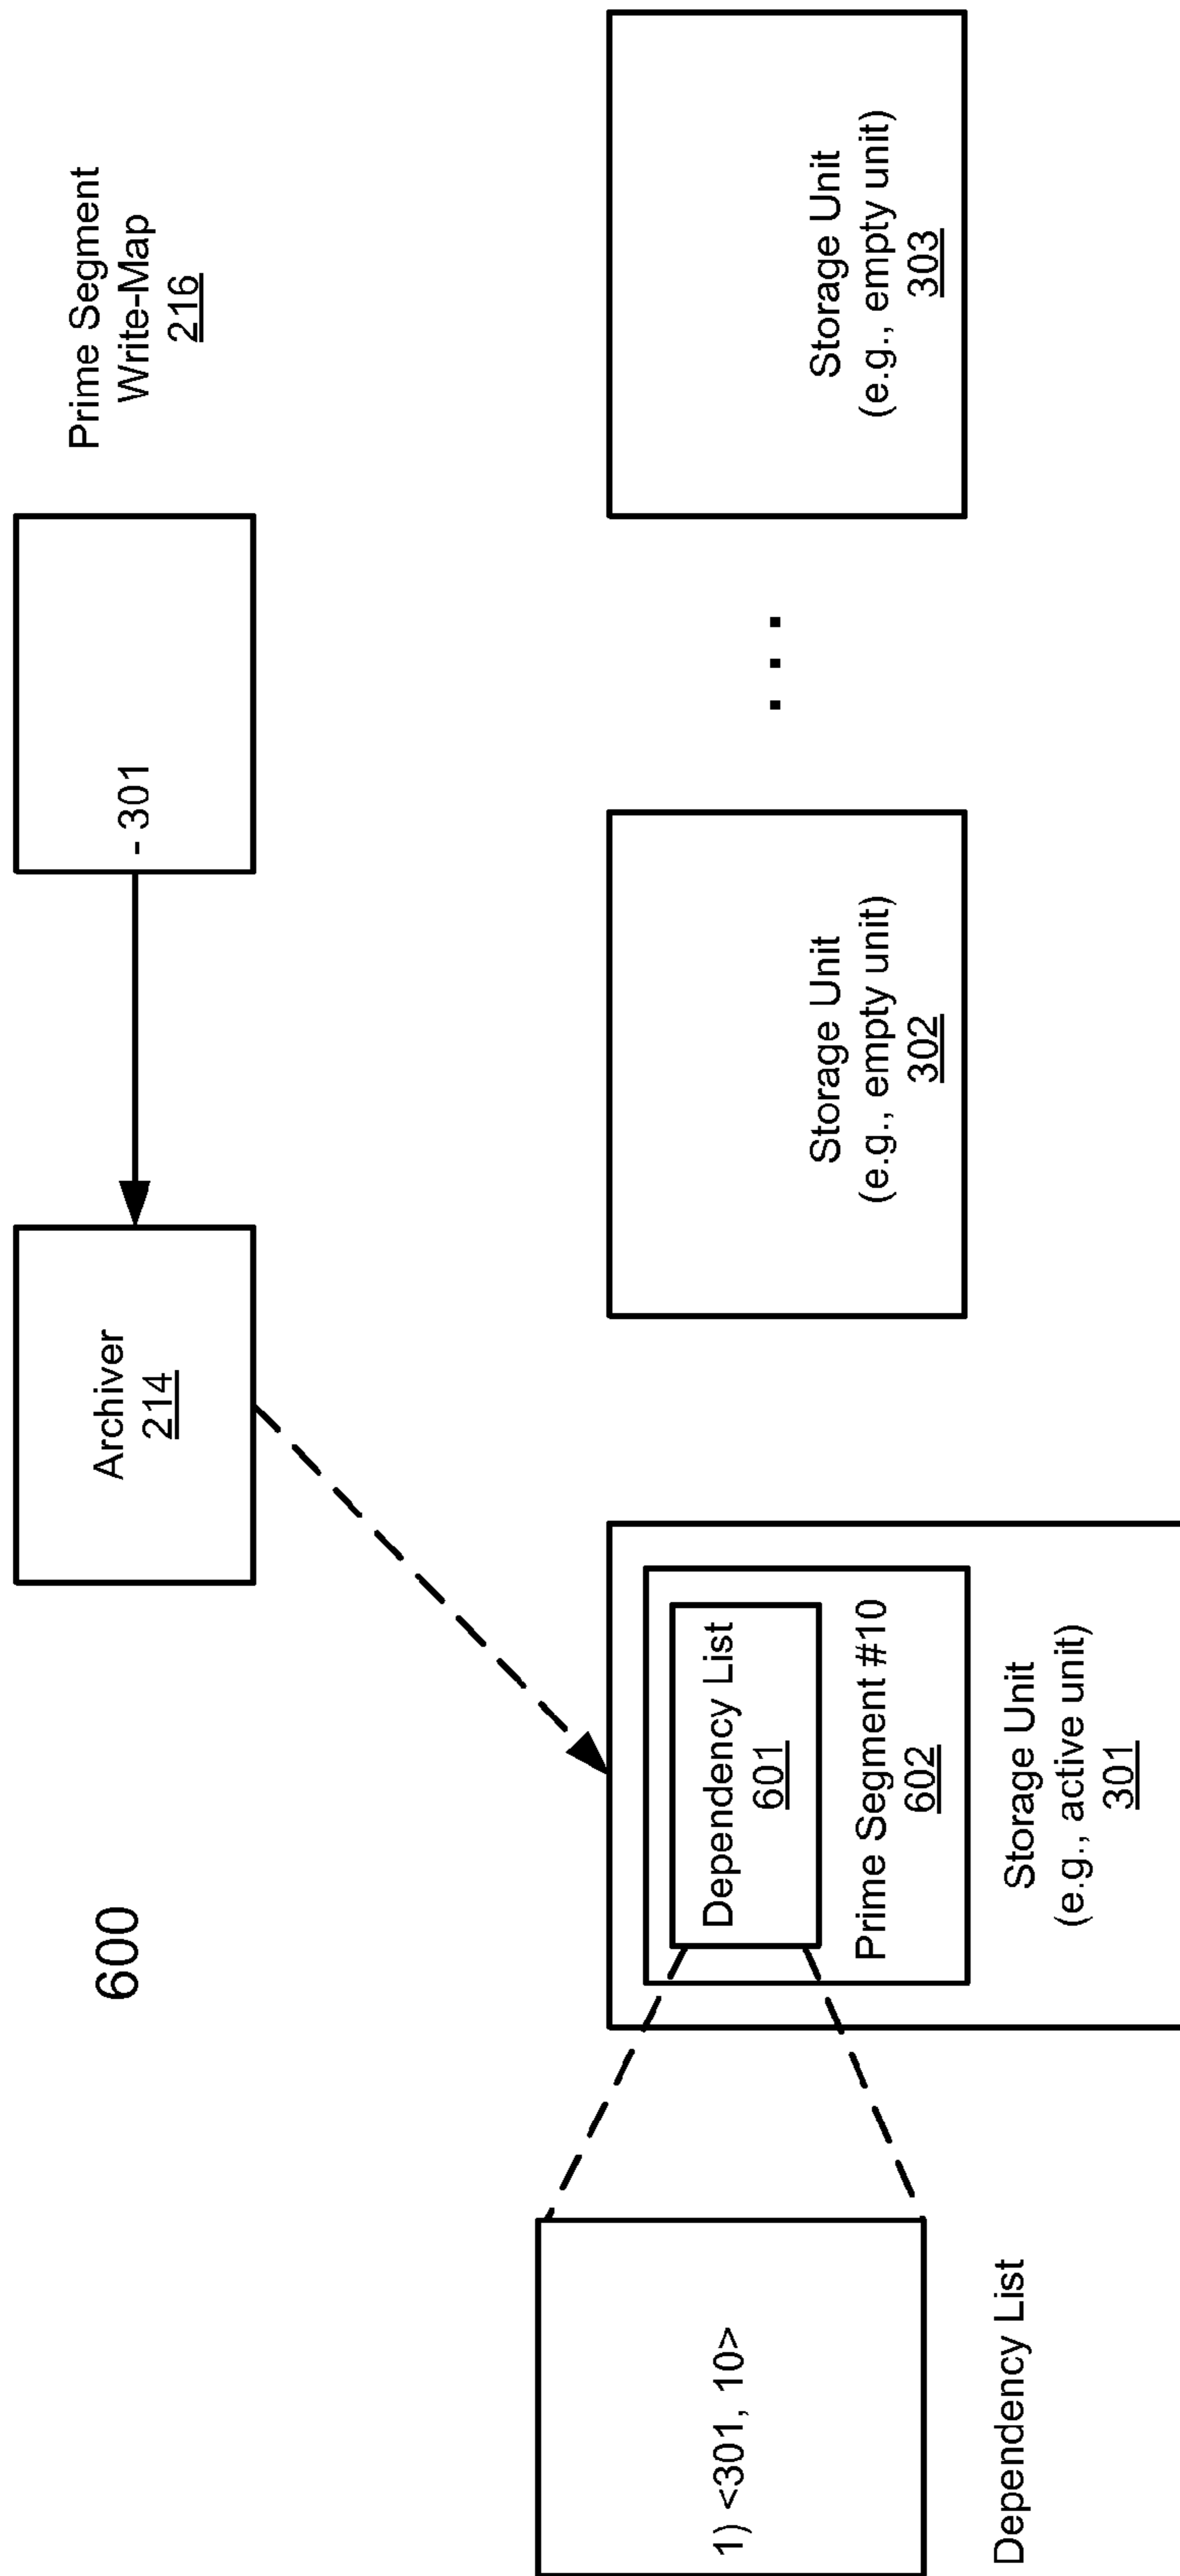 600
Archiver
214
- 301
Prime Segment
Write-Map
216
1) <301, 10>
Dependency List
Dependency List
601
Prime Segment #10
602
Storage Unit
(e.g., active unit)
301
Storage Unit
(e.g., empty unit)
302
. . .
Storage Unit
(e.g., empty unit)
303